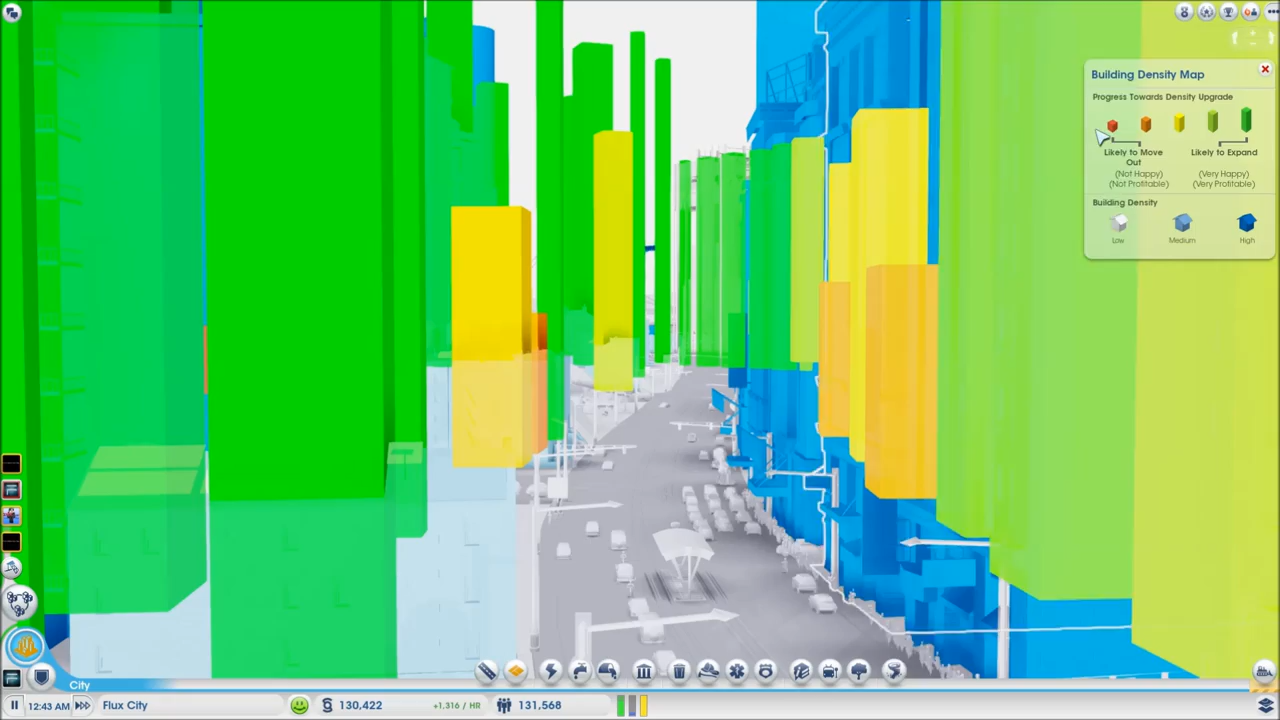 Building Density Map
Progress Towards Density Upgrade
Likely to Move Out
(Not Happy)
(Not Profitable)
Likely to Expand
(Very Happy)
(Very Profitable)
Building Density
Low
Medium
High
City
12:43 AM
Flux City
130,422
+1,316 / HR
131,568